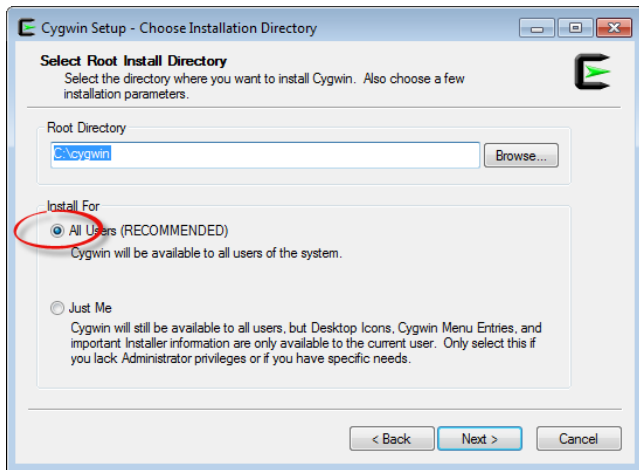 Cygwin Setup - Choose Installation Directory
Select Root Install Directory
Select the directory where you want to install Cygwin. Also choose a few
installation parameters.
Root Directory
C:\cygwin
Browse...
Install For
All Users (RECOMMENDED)
Cygwin will be available to all users of the system.
Just Me
Cygwin will still be available to all users, but Desktop Icons, Cygwin Menu Entries, and
important Installer information are only available to the current user. Only select this if
you lack Administrator privileges or if you have specific needs.
< Back
Next >
Cancel